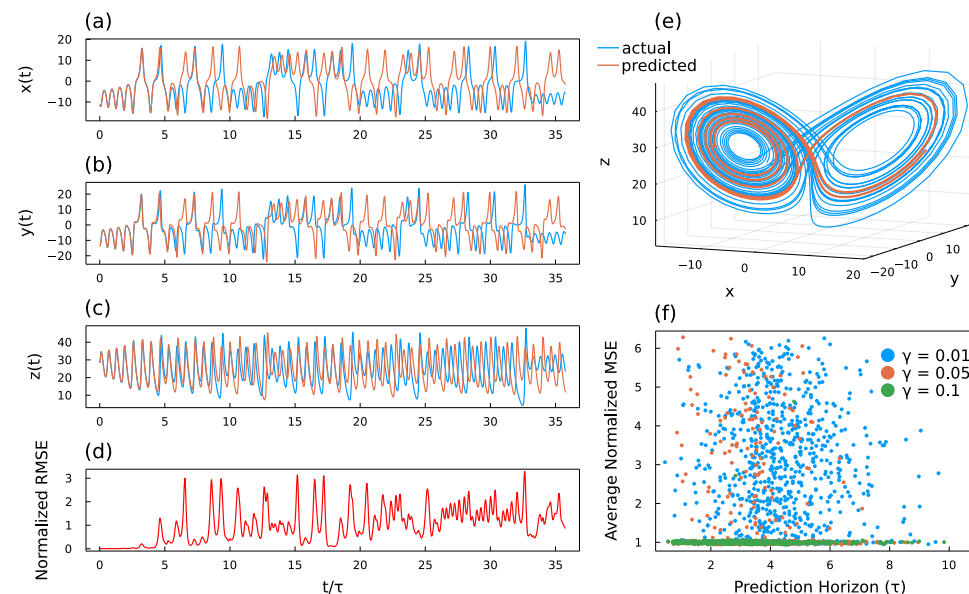 (a)
x(t)
20
10
0
−10
0 5 10 15 20 25 30 35
(b)
y(t)
20
10
0
−10
−20
0 5 10 15 20 25 30 35
(c)
z(t)
40
30
20
10
0 5 10 15 20 25 30 35
(d)
Normalized RMSE
3
2
1
0
0 5 10 15 20 25 30 35
t/τ
(e)
actual
predicted
z
40
30
20
10
−10 0 10 20
x
−20 −10 0 10
y
(f)
Average Normalized MSE
6
5
4
3
2
1
γ = 0.01
γ = 0.05
γ = 0.1
2 4 6 8 10
Prediction Horizon (τ)